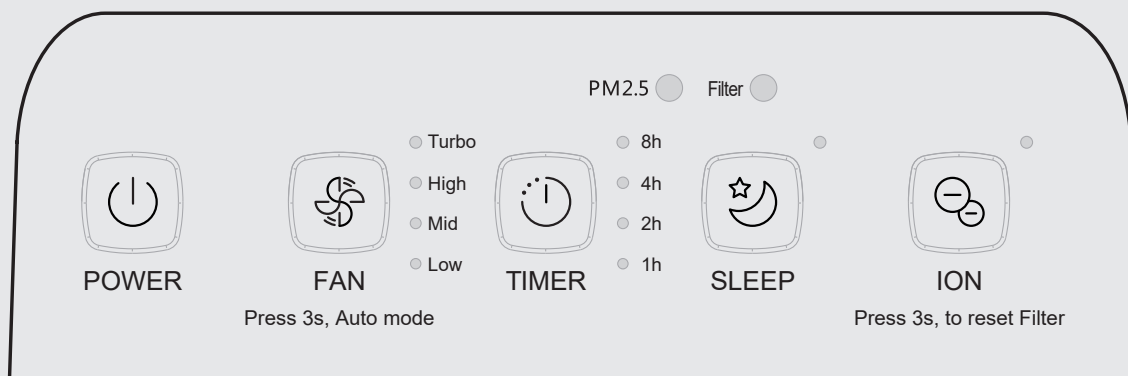 PM2.5 Filter
Turbo 8h
High 4h
Mid 2h
Low 1h
POWER FAN TIMER SLEEP ION
Press 3s, Auto mode Press 3s, to reset Filter